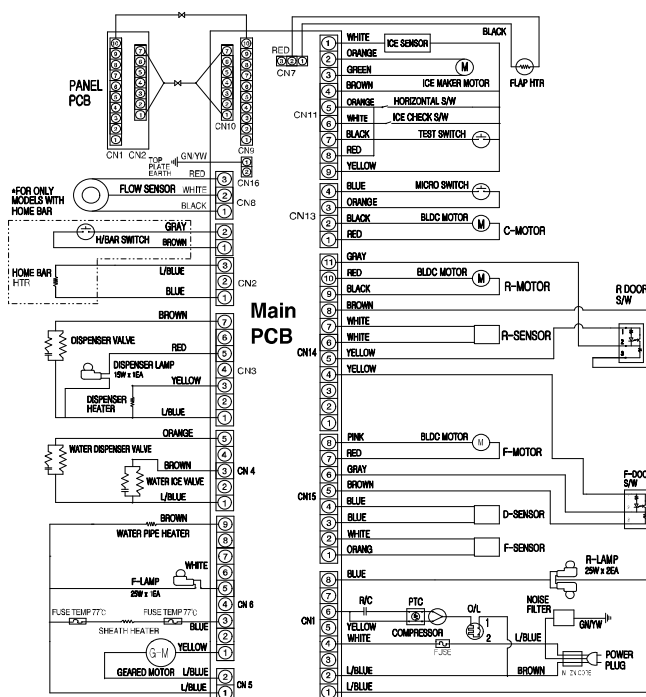 PANEL PCB
CN1 CN2
CN10
CN9
RED
CN7
BLACK
FLAP HTR
WHITE
ICE SENSOR
ORANGE
GREEN
M
ICE MAKER MOTOR
BROWN
ORANGE
HORIZONTAL S/W
CN11
WHITE
ICE CHECK S/W
BLACK
TEST SWITCH
RED
YELLOW
TOP PLATE EARTH
GN/YW
CN16
*FOR ONLY MODELS WITH HOME BAR
RED
FLOW SENSOR
WHITE
BLACK
CN8
BLUE
MICRO SWITCH
ORANGE
CN13
BLACK
BLDC MOTOR
M
C-MOTOR
RED
GRAY
H/BAR SWITCH
BROWN
HOME BAR HTR
L/BLUE
BLUE
CN2
Main PCB
GRAY
RED
BLDC MOTOR
M
R-MOTOR
BLACK
BROWN
WHITE
WHITE
R-SENSOR
CN14
YELLOW
YELLOW
R DOOR S/W
1
2
3
BROWN
DISPENSER VALVE
RED
DISPENSER LAMP
15W x 1EA
CN3
YELLOW
DISPENSER HEATER
L/BLUE
ORANGE
WATER DISPENSER VALVE
BROWN
CN 4
WATER ICE VALVE
L/BLUE
PINK
BLDC MOTOR
M
F-MOTOR
RED
GRAY
BROWN
CN15
BLUE
BLUE
D-SENSOR
WHITE
ORANG
F-SENSOR
BROWN
WATER PIPE HEATER
WHITE
F-LAMP
25W x 1EA
CN 6
FUSE TEMP 77°C
FUSE TEMP 77°C
SHEATH HEATER
BLUE
YELLOW
G-M
GEARED MOTOR
L/BLUE
L/BLUE
CN 5
R-LAMP
25W x 2EA
BLUE
CN1
R/C
PTC
O/L
1
2
YELLOW
COMPRESSOR
WHITE
FUSE
NOISE FILTER
GN/YW
L/BLUE
POWER PLUG
L/BLUE
BROWN
L/BLUE